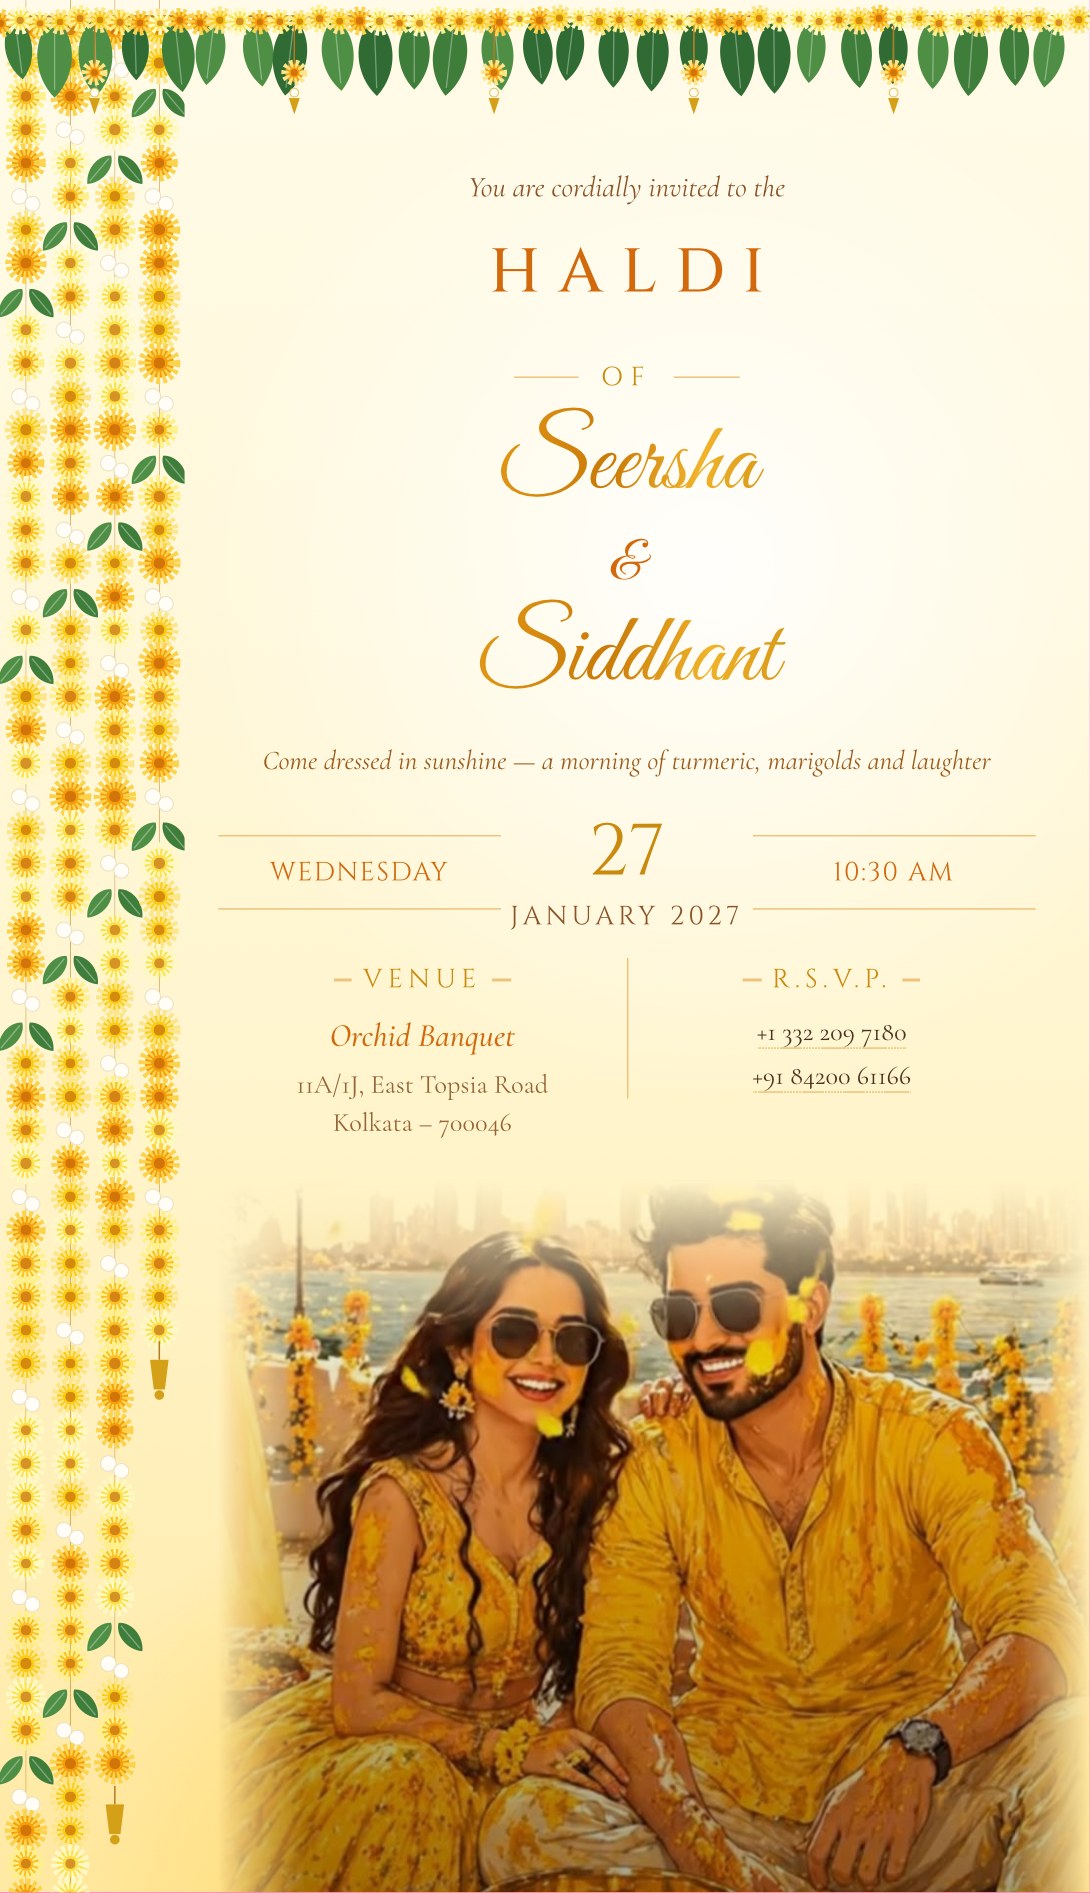 You are cordially invited to the
HALDI
OF
Seersha
&
Siddhant
Come dressed in sunshine — a morning of turmeric, marigolds and laughter
WEDNESDAY
27
JANUARY 2027
10:30 AM
VENUE
Orchid Banquet
11A/1J, East Topsia Road
Kolkata – 700046
R.S.V.P.
+1 332 209 7180
+91 84200 61166